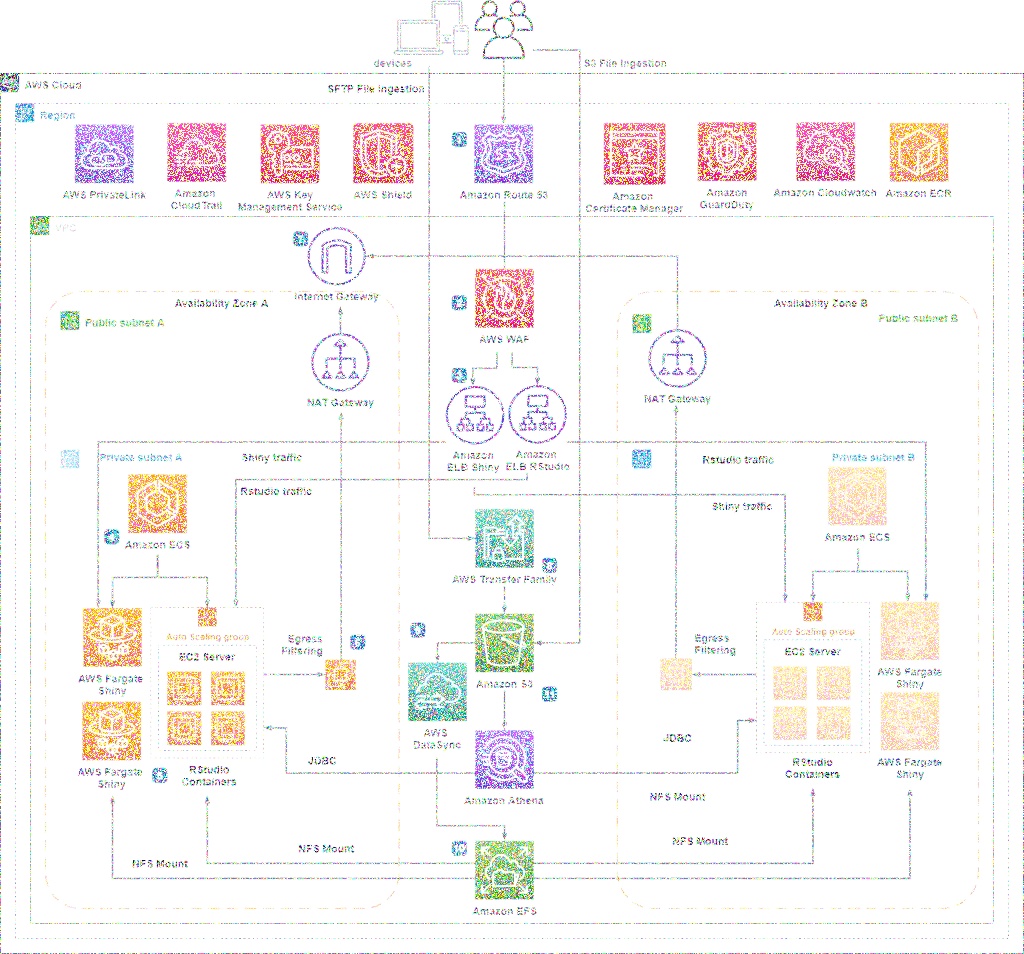 devices
S3 File Ingestion
AWS Cloud
SFTP File Ingestion
Region
AWS PrivateLink
Amazon
CloudTrail
AWS Key
Management Service
AWS Shield
Amazon Route 53
Amazon
Certificate Manager
Amazon
GuardDuty
Amazon Cloudwatch
Amazon ECR
VPC
Internet Gateway
Availability Zone A
Availability Zone B
Public subnet A
Public subnet B
AWS WAF
NAT Gateway
NAT Gateway
Amazon
ELB Shiny
Amazon
ELB RStudio
Private subnet A
Shiny traffic
Rstudio traffic
Private subnet B
Rstudio traffic
Shiny traffic
Amazon ECS
Amazon ECS
AWS Transfer Family
Auto Scaling group
EC2 Server
Egress
Filtering
Egress
Filtering
Auto Scaling group
EC2 Server
AWS Fargate
Shiny
Amazon S3
AWS Fargate
Shiny
AWS
DataSync
JDBC
JDBC
AWS Fargate
Shiny
RStudio
Containers
RStudio
Containers
AWS Fargate
Shiny
Amazon Athena
NFS Mount
NFS Mount
NFS Mount
NFS Mount
Amazon EFS